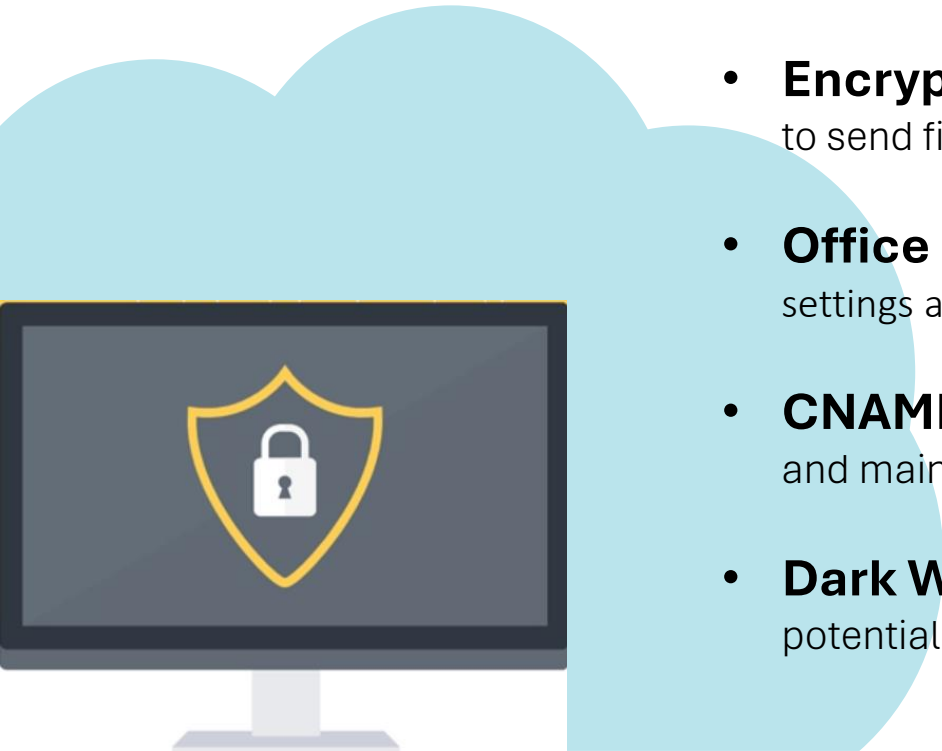 • Encryp
to send fi
• Office
settings a
• CNAM
and main
• Dark W
potential